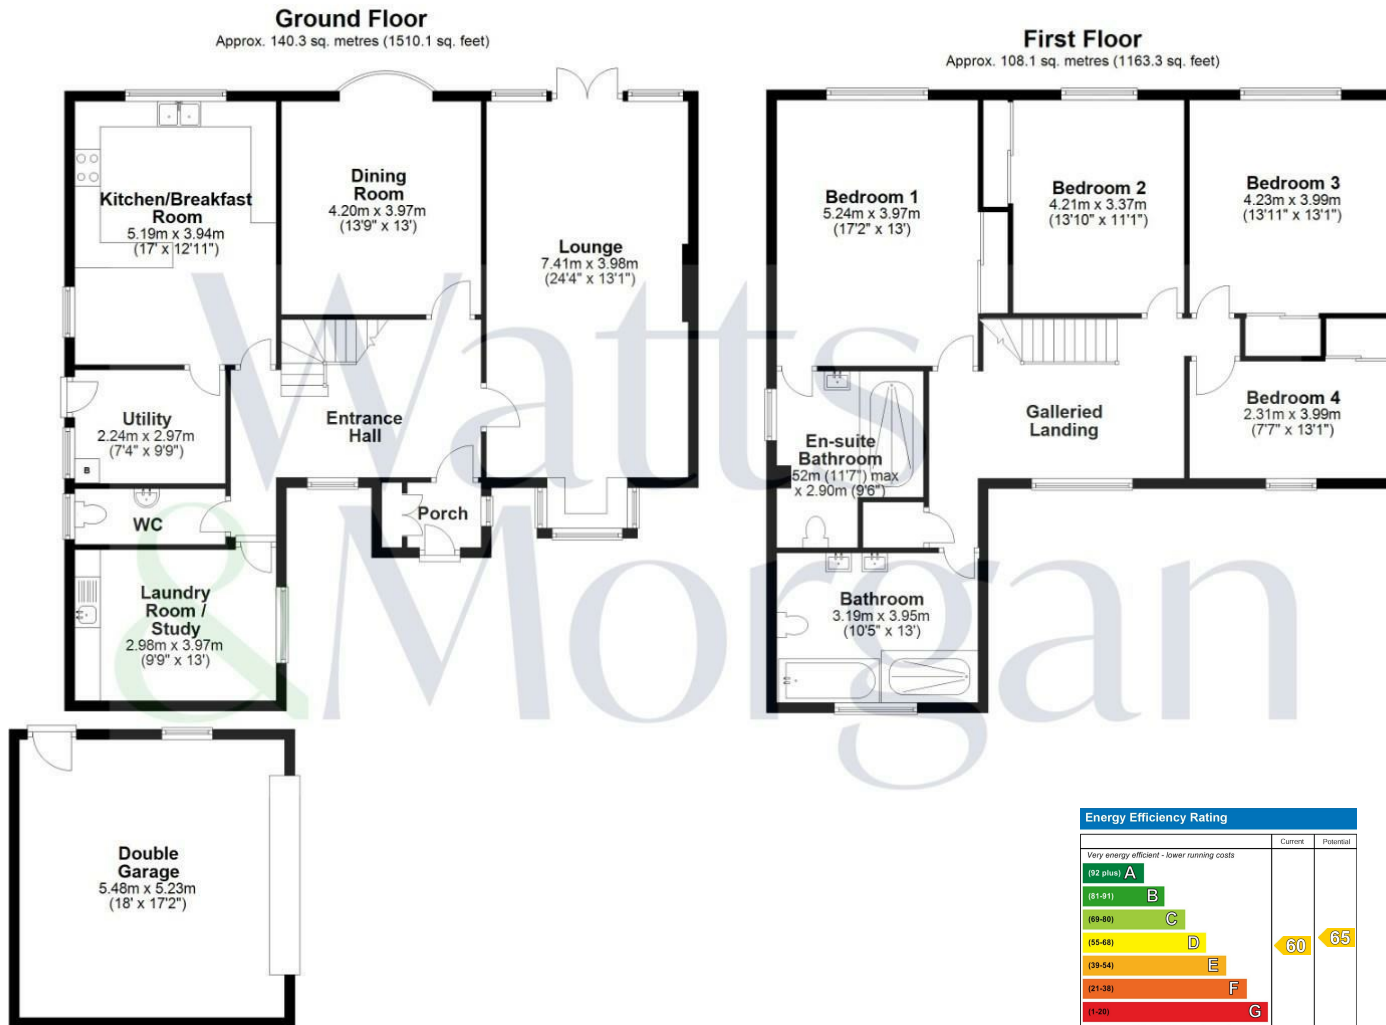 Ground Floor
Approx. 140.3 sq. metres (1510.1 sq. feet)
Kitchen/Breakfast
Room
5.19m x 3.94m
(17' x 12'11")
Dining
Room
4.20m x 3.97m
(13'9" x 13')
Lounge
7.41m x 3.98m
(24'4" x 13'1")
Utility
2.24m x 2.97m
(7'4" x 9'9")
B
Entrance
Hall
WC
Porch
Laundry
Room /
Study
2.98m x 3.97m
(9'9" x 13')
Double
Garage
5.48m x 5.23m
(18' x 17'2")
First Floor
Approx. 108.1 sq. metres (1163.3 sq. feet)
Bedroom 1
5.24m x 3.97m
(17'2" x 13')
Bedroom 2
4.21m x 3.37m
(13'10" x 11'1")
Bedroom 3
4.23m x 3.99m
(13'11" x 13'1")
Bedroom 4
2.31m x 3.99m
(7'7" x 13'1")
Galleried
Landing
En-suite
Bathroom
52m (11'7") max
x 2.90m (9'6")
Bathroom
3.19m x 3.95m
(10'5" x 13')
Watts
& Morgan
Energy Efficiency Rating
Current Potential
Very energy efficient - lower running costs
(92 plus) A
(81-91) B
(69-80) C
(55-68) D
(39-54) E
(21-38) F
(1-20) G
60 65